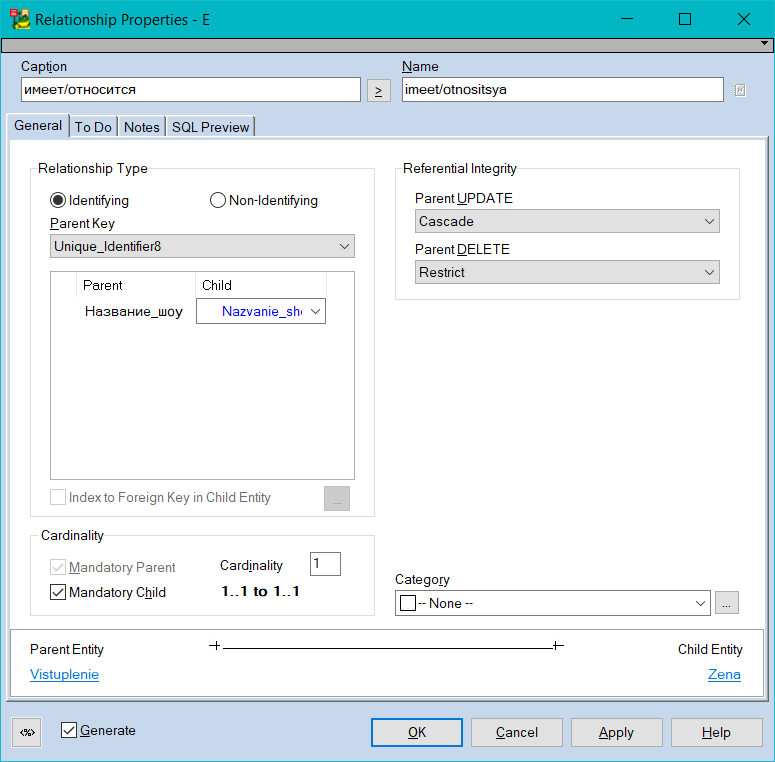 Relationship Properties - E
Caption
Name
имеет/относится
>
imeet/otnositsya
General
To Do
Notes
SQL Preview
Relationship Type
Referential Integrity
Identifying
Non-Identifying
Parent UPDATE
Cascade
Parent Key
Unique_Identifier8
Parent DELETE
Restrict
Parent
Child
Название_шоу
Nazvanie_sh
Index to Foreign Key in Child Entity
...
Cardinality
Mandatory Parent
Cardinality
1
Mandatory Child
1..1 to 1..1
Category
-- None --
...
Parent Entity
Child Entity
Vistuplenie
Zena
<%>
Generate
OK
Cancel
Apply
Help